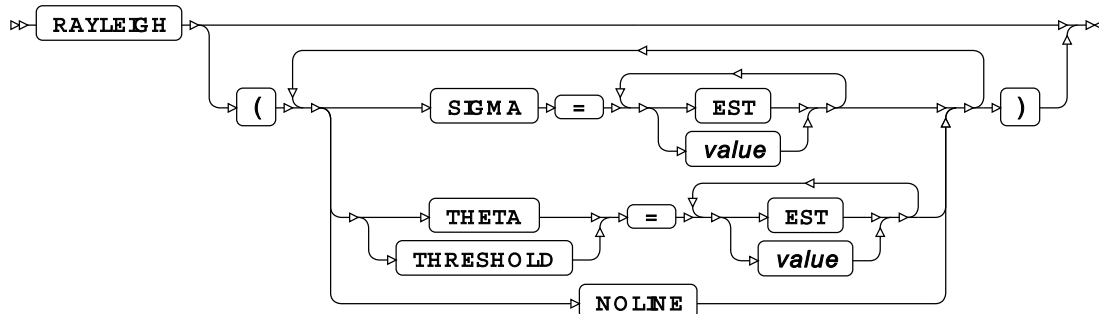 RAYLEIGH
( SIGMA = EST )
value
THETA = EST
THRESHOLD value
NOLINE